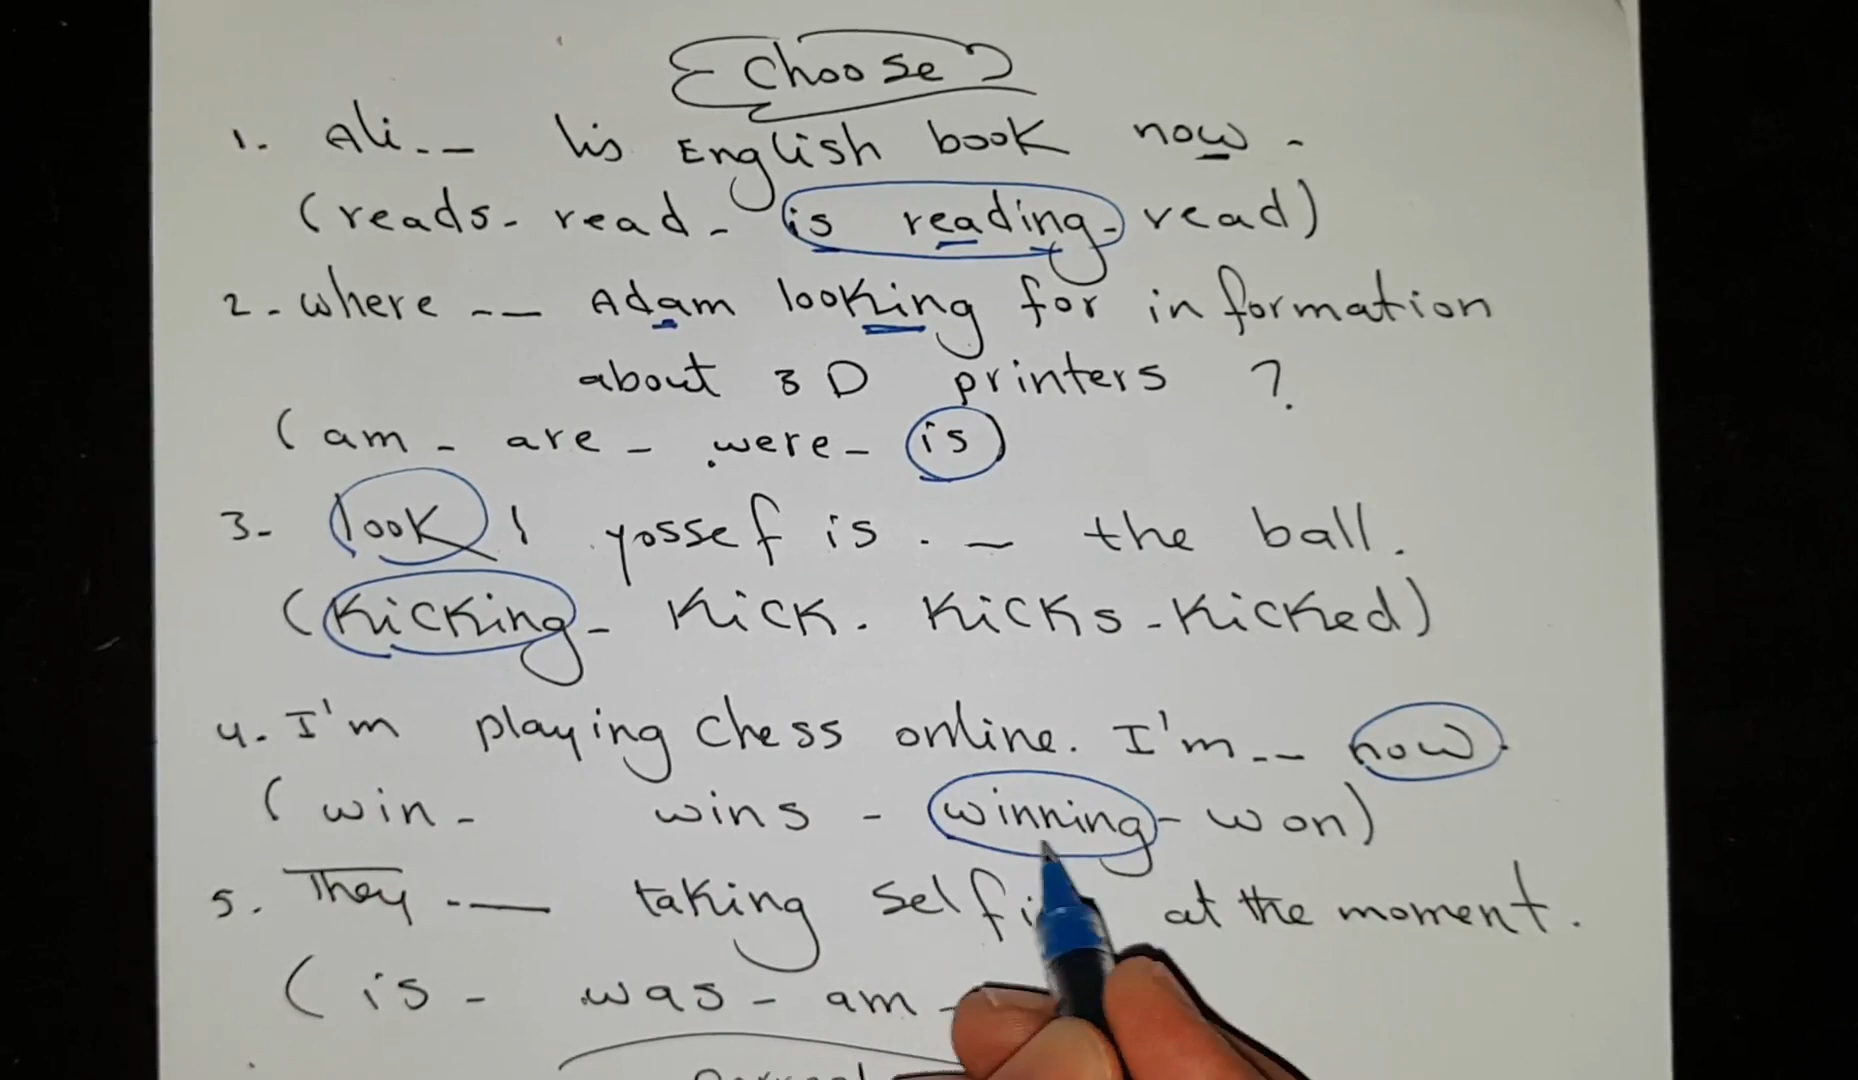 Choose
1. Ali.-- his English book now.
(reads- read - is reading- read)
2- where --- Adam looking for information
about 3D printers ?
(am - are - were - is)
3- look ! yossef is .-- the ball.
(Kicking - Kick. Kicks - Kicked)
4. I'm playing chess online. I'm -- now.
(win - wins - winning - won)
5. They .-- taking at the moment.
(is - was - am -